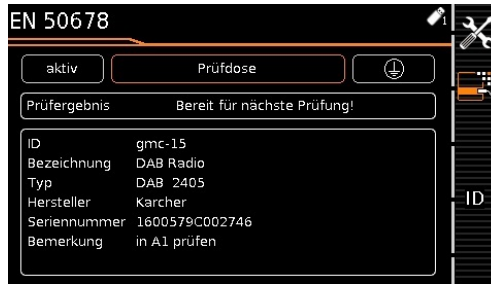 EN 50678
1
aktiv Prüfdose
Prüfergebnis Bereit für nächste Prüfung!
ID gmc-15
Bezeichnung DAB Radio
Typ DAB 2405
Hersteller Karcher
Seriennummer 1600579C002746
Bemerkung in A1 prüfen
ID